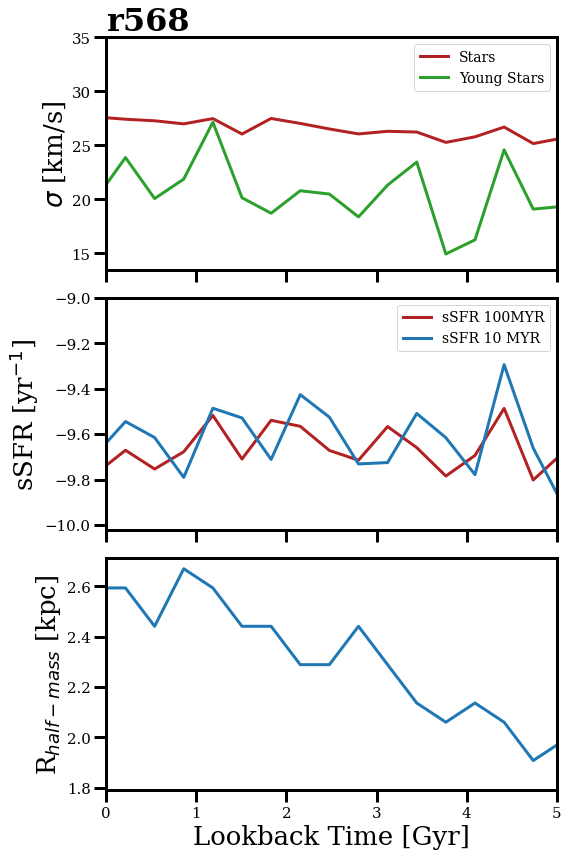 r568
35
30
25
20
15
σ [km/s]
Stars
Young Stars
−9.0
−9.2
−9.4
−9.6
−9.8
−10.0
sSFR [yr⁻¹]
sSFR 100MYR
sSFR 10 MYR
2.6
2.4
2.2
2.0
1.8
R_{half−mass} [kpc]
0 1 2 3 4 5
Lookback Time [Gyr]